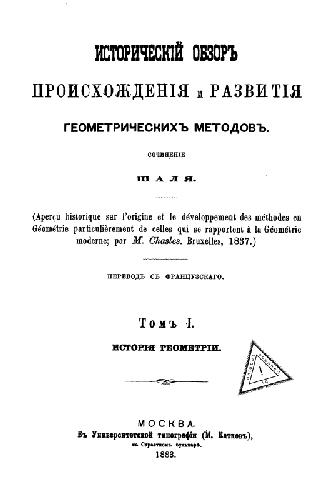 ИСТОРИЧЕСКІЙ ОБЗОРЪ
ПРОИСХОЖДЕНІЯ и РАЗВИТІЯ
ГЕОМЕТРИЧЕСКИХЪ МЕТОДОВЪ.
СОЧИНЕНІЕ
ШАЛЯ.
(Aperçu historique sur l'origine et le développement des méthodes en
Géométrie particulièrement de celles qui se rapportent à la Géométrie
moderne; par M. Chasles. Bruxelles, 1837.)
ПЕРЕВОДЪ СЪ ФРАНЦУЗСКАГО.
Томъ I.
ИСТОРІЯ ГЕОМЕТРІИ.
МОСКВА.
Въ Университетской типографіи (М. Катковъ),
на Страстномъ бульварѣ.
1883.